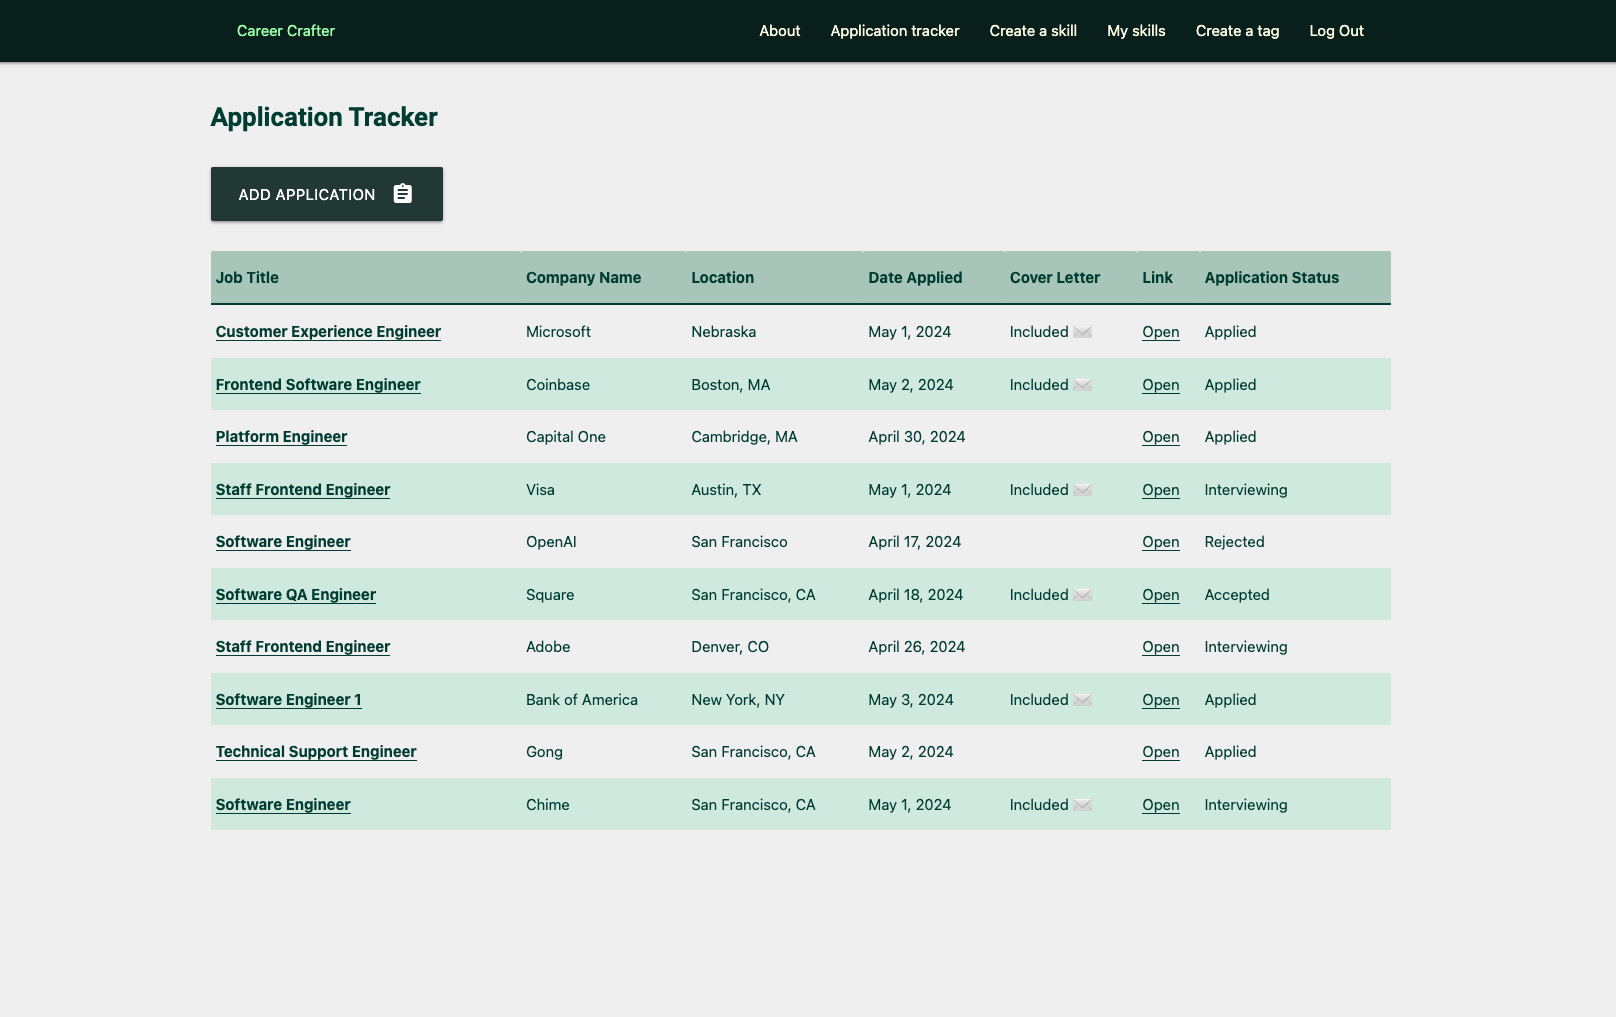 Career Crafter About Application tracker Create a skill My skills Create a tag Log Out
Application Tracker
ADD APPLICATION
Job Title Company Name Location Date Applied Cover Letter Link Application Status
Customer Experience Engineer Microsoft Nebraska May 1, 2024 Included Open Applied
Frontend Software Engineer Coinbase Boston, MA May 2, 2024 Included Open Applied
Platform Engineer Capital One Cambridge, MA April 30, 2024 Open Applied
Staff Frontend Engineer Visa Austin, TX May 1, 2024 Included Open Interviewing
Software Engineer OpenAI San Francisco April 17, 2024 Open Rejected
Software QA Engineer Square San Francisco, CA April 18, 2024 Included Open Accepted
Staff Frontend Engineer Adobe Denver, CO April 26, 2024 Open Interviewing
Software Engineer 1 Bank of America New York, NY May 3, 2024 Included Open Applied
Technical Support Engineer Gong San Francisco, CA May 2, 2024 Open Applied
Software Engineer Chime San Francisco, CA May 1, 2024 Included Open Interviewing